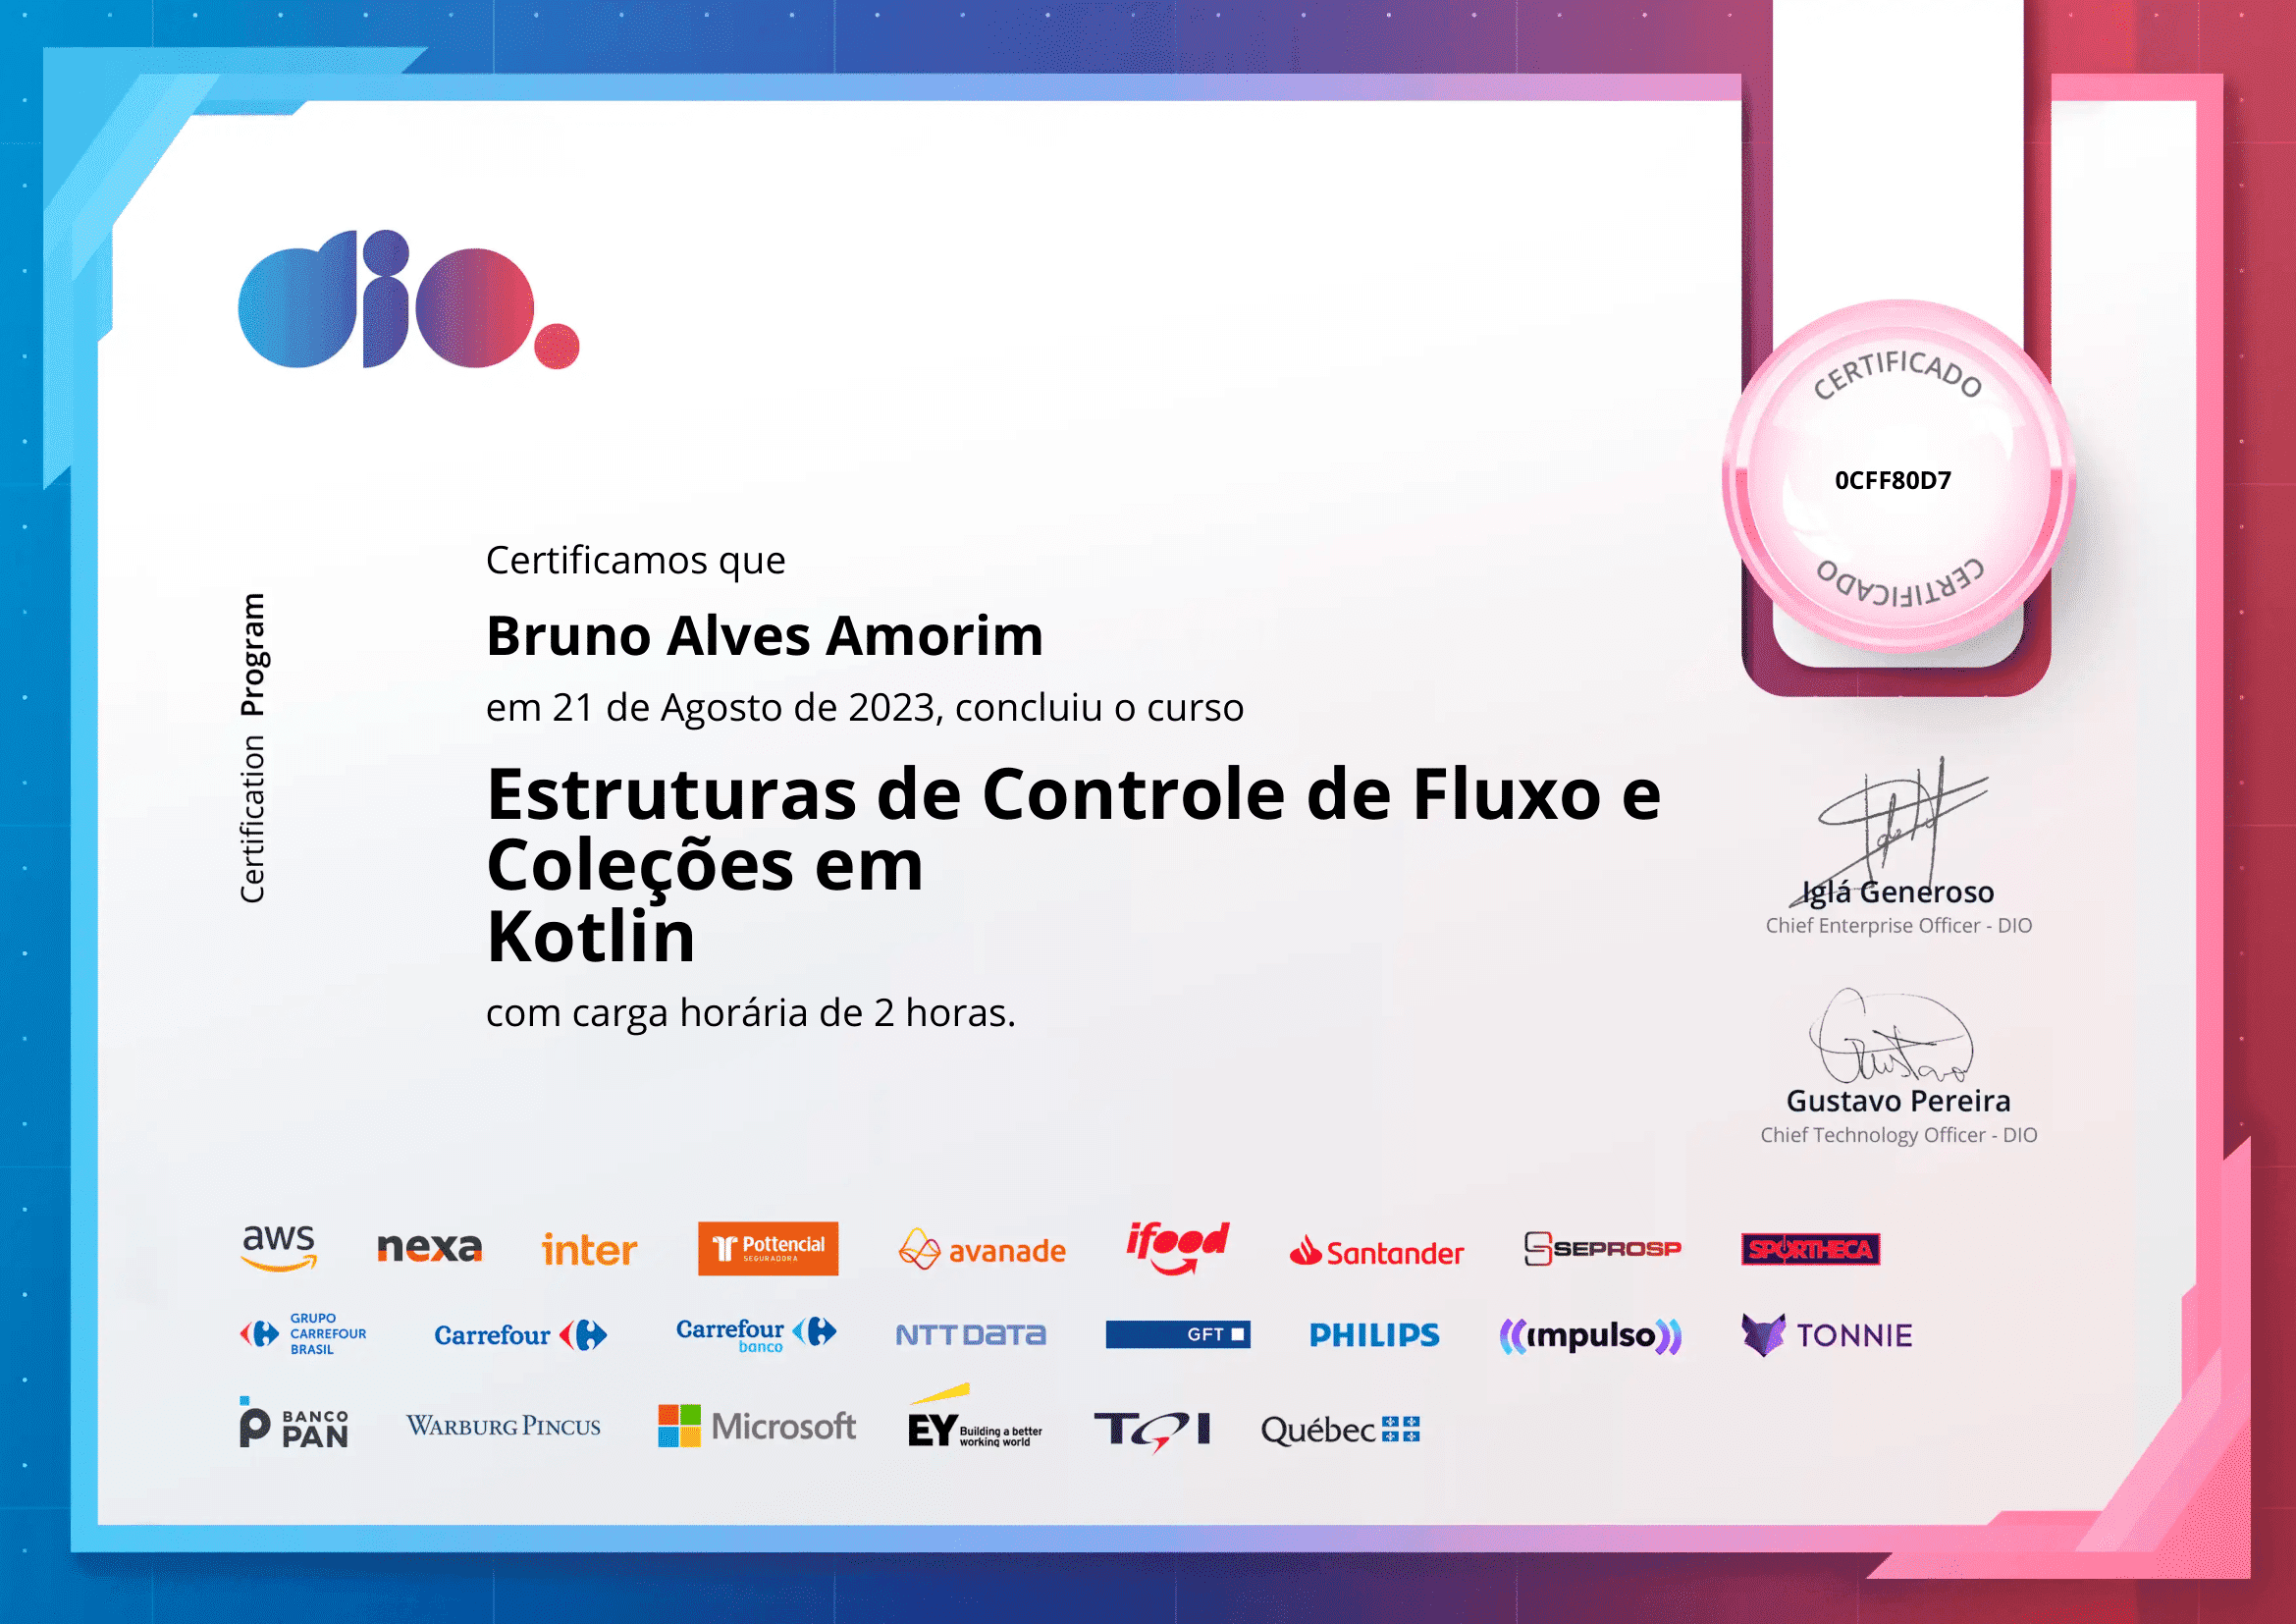 dio.
CERTIFICADO
0CFF80D7
CERTIFICADO
Certification Program
Certificamos que
Bruno Alves Amorim
em 21 de Agosto de 2023, concluiu o curso
Estruturas de Controle de Fluxo e
Coleções em
Kotlin
com carga horária de 2 horas.
Iglá Generoso
Chief Enterprise Officer - DIO
Gustavo
Gustavo Pereira
Chief Technology Officer - DIO
aws nexa inter Pottencial SEGURADORA avanade ifood Santander SEPROSP SPORTHECA
GRUPO CARREFOUR BRASIL Carrefour Carrefour banco NTT DATA GFT PHILIPS impulso TONNIE
BANCO PAN WARBURG PINCUS Microsoft EY Building a better working world TQI Québec